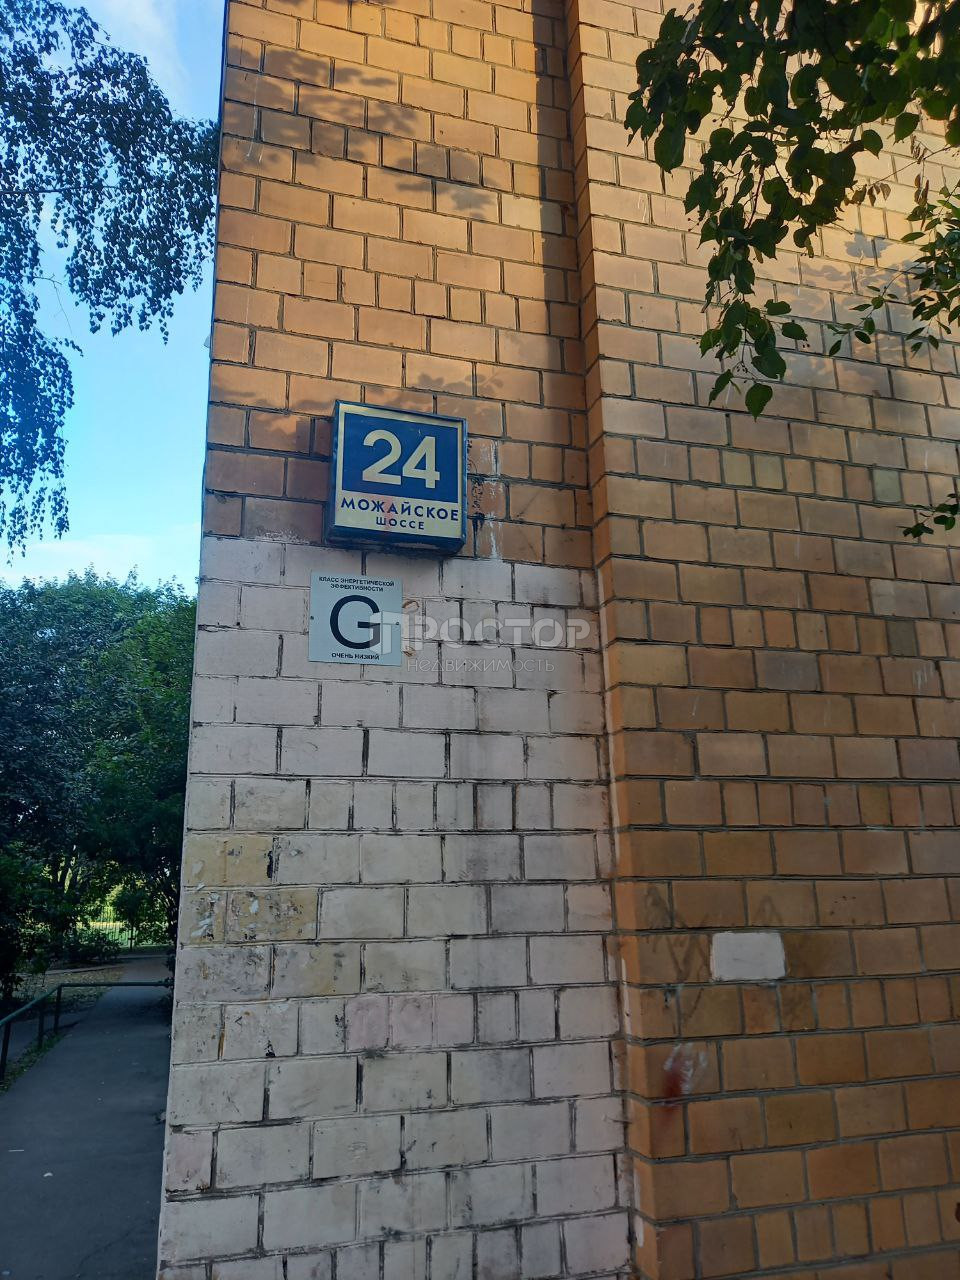 24
МОЖАЙСКОЕ
ШОССЕ
КЛАСС ЭНЕРГЕТИЧЕСКОЙ
ЭФФЕКТИВНОСТИ
G
ОЧЕНЬ НИЗКИЙ
ПРОСТОР
недвижимость